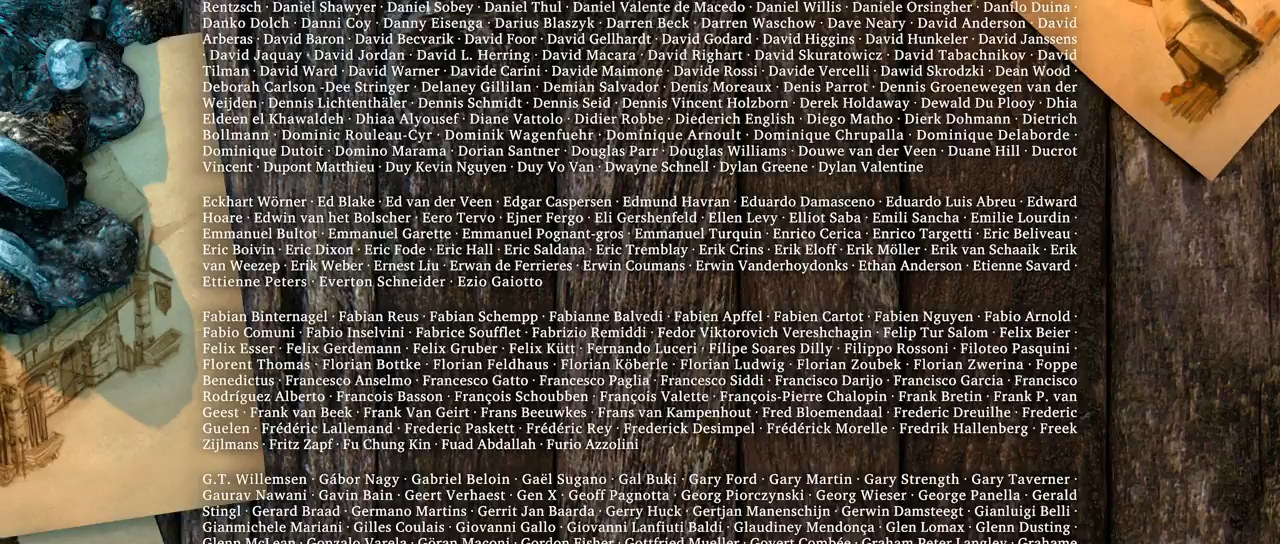 Rentzsch · Daniel Shawyer · Daniel Sobey · Daniel Thul · Daniel Valente de Macedo · Daniel Willis · Daniele Orsingher · Danilo Duina ·
Danko Dolch · Danni Coy · Danny Eisenga · Darius Blaszyk · Darren Beck · Darren Waschow · Dave Neary · David Anderson · David
Arberas · David Baron · David Becvarik · David Foor · David Gellhardt · David Godard · David Higgins · David Hunkeler · David Janssens
· David Jaquay · David Jordan · David L. Herring · David Macara · David Righart · David Skuratowicz · David Tabachnikov · David
Tilman · David Ward · David Warner · Davide Carini · Davide Maimone · Davide Rossi · Davide Vercelli · Dawid Skrodzki · Dean Wood ·
Deborah Carlson -Dee Stringer · Delaney Gillilan · Demian Salvador · Denis Moreaux · Denis Parrot · Dennis Groenewegen van der
Weijden · Dennis Lichtenthäler · Dennis Schmidt · Dennis Seid · Dennis Vincent Holzborn · Derek Holdaway · Dewald Du Plooy · Dhia
Eldeen el Khawaldeh · Dhiaa Alyousef · Diane Vattolo · Didier Robbe · Diederich English · Diego Matho · Dierk Dohmann · Dietrich
Bollmann · Dominic Rouleau-Cyr · Dominik Wagenfuehr · Dominique Arnoult · Dominique Chrupalla · Dominique Delaborde ·
Dominique Dutoit · Domino Marama · Dorian Santner · Douglas Parr · Douglas Williams · Douwe van der Veen · Duane Hill · Ducrot
Vincent · Dupont Matthieu · Duy Kevin Nguyen · Duy Vo Van · Dwayne Schnell · Dylan Greene · Dylan Valentine
Eckhart Wörner · Ed Blake · Ed van der Veen · Edgar Caspersen · Edmund Havran · Eduardo Damasceno · Eduardo Luis Abreu · Edward
Hoare · Edwin van het Bolscher · Eero Tervo · Ejner Fergo · Eli Gershenfeld · Ellen Levy · Elliot Saba · Emili Sancha · Emilie Lourdin ·
Emmanuel Bultot · Emmanuel Garette · Emmanuel Pognant-gros · Emmanuel Turquin · Enrico Cerica · Enrico Targetti · Eric Beliveau ·
Eric Boivin · Eric Dixon · Eric Fode · Eric Hall · Eric Saldana · Eric Tremblay · Erik Crins · Erik Eloff · Erik Möller · Erik van Schaaik · Erik
van Weezep · Erik Weber · Ernest Liu · Erwan de Ferrieres · Erwin Coumans · Erwin Vanderhoydonks · Ethan Anderson · Etienne Savard ·
Ettienne Peters · Everton Schneider · Ezio Gaiotto
Fabian Binternagel · Fabian Reus · Fabian Schempp · Fabianne Balvedi · Fabien Apffel · Fabien Cartot · Fabien Nguyen · Fabio Arnold ·
Fabio Comuni · Fabio Inselvini · Fabrice Soufflet · Fabrizio Remiddi · Fedor Viktorovich Vereshchagin · Felip Tur Salom · Felix Beier ·
Felix Esser · Felix Gerdemann · Felix Gruber · Felix Kütt · Fernando Luceri · Filipe Soares Dilly · Filippo Rossoni · Filoteo Pasquini ·
Florent Thomas · Florian Bottke · Florian Feldhaus · Florian Köberle · Florian Ludwig · Florian Zoubek · Florian Zwerina · Foppe
Benedictus · Francesco Anselmo · Francesco Gatto · Francesco Paglia · Francesco Siddi · Francisco Darijo · Francisco Garcia · Francisco
Rodríguez Alberto · Francois Basson · François Schoubben · François Valette · François-Pierre Chalopin · Frank Bretin · Frank P. van
Geest · Frank van Beek · Frank Van Geirt · Frans Beeuwkes · Frans van Kampenhout · Fred Bloemendaal · Frederic Dreuilhe · Frederic
Guelen · Frédéric Lallemand · Frederic Paskett · Frédéric Rey · Frederick Desimpel · Frédérick Morelle · Fredrik Hallenberg · Freek
Zijlmans · Fritz Zapf · Fu Chung Kin · Fuad Abdallah · Furio Azzolini
G.T. Willemsen · Gábor Nagy · Gabriel Beloin · Gaël Sugano · Gal Buki · Gary Ford · Gary Martin · Gary Strength · Gary Taverner ·
Gaurav Nawani · Gavin Bain · Geert Verhaest · Gen X · Geoff Pagnotta · Georg Piorczynski · Georg Wieser · George Panella · Gerald
Stingl · Gerard Braad · Germano Martins · Gerrit Jan Baarda · Gerry Huck · Gertjan Manenschijn · Gerwin Damsteegt · Gianluigi Belli ·
Gianmichele Mariani · Gilles Coulais · Giovanni Gallo · Giovanni Lanfiuti Baldi · Glaudiney Mendonça · Glen Lomax · Glenn Dusting ·
Glenn McLean · Gonzalo Varela · Göran Maconi · Gordon Fisher · Gottfried Mueller · Govert Combée · Graham Peter Langley · Grahame